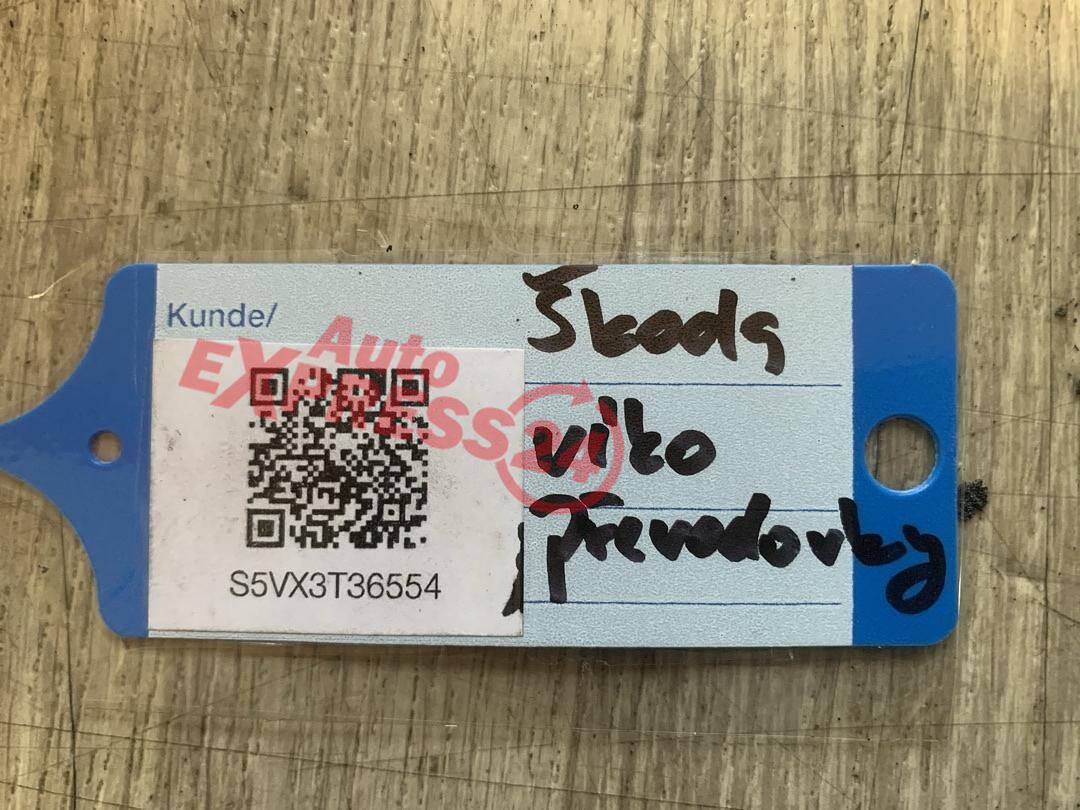 Kunde/
S5VX3T36554
Auto
EXPRESS24
Škoda
víko
převodovky